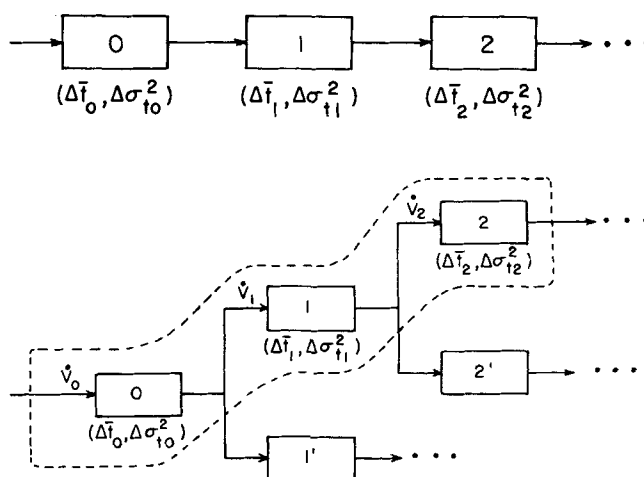 0 1 2 . . .
(Δt̄₀, Δσ²ₜ₀) (Δt̄₁, Δσ²ₜ₁) (Δt̄₂, Δσ²ₜ₂)
V̇₂ 2 . . .
(Δt̄₂, Δσ²ₜ₂)
V̇₁ 1
(Δt̄₁, Δσ²ₜ₁)
2' . . .
V̇₀ 0
(Δt̄₀, Δσ²ₜ₀)
1' . . .